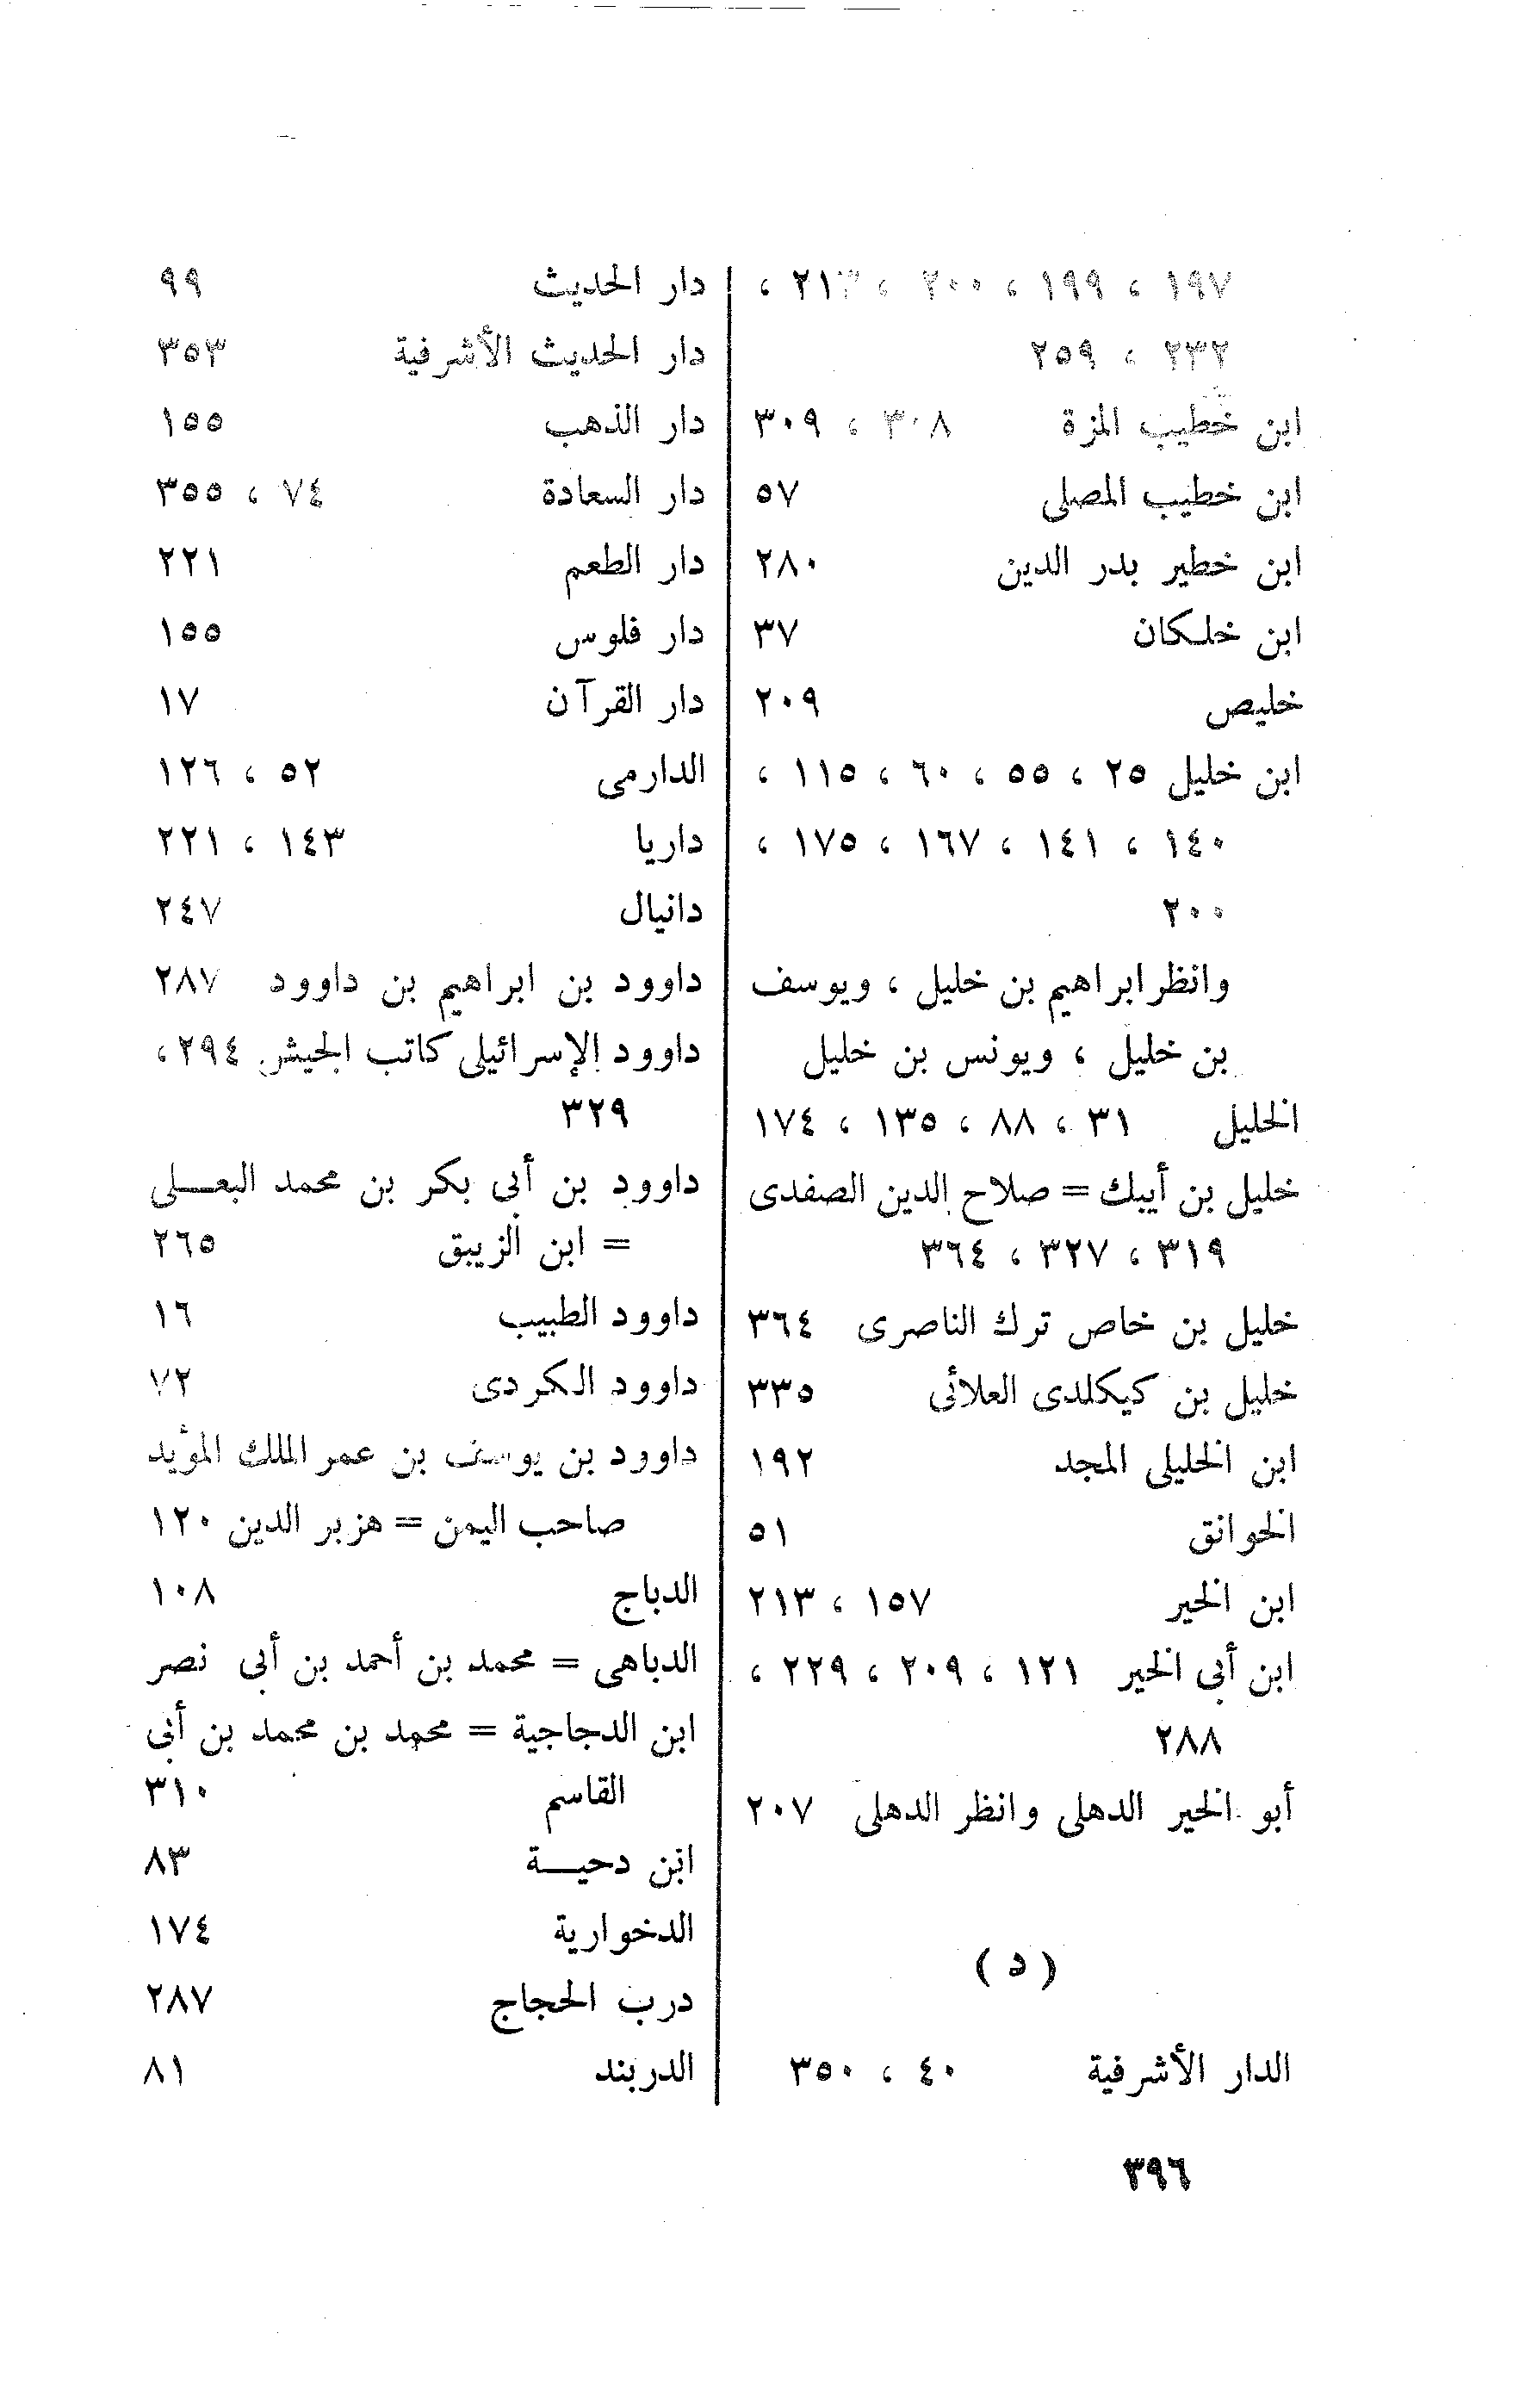 ١٩٧ ، ١٩٩ ، ٢٠٠ ، ٢١٣ ،
٢٣٢ ، ٢٥٩
ابن خطيب المزة ٣٠٨ ، ٣٠٩
ابن خطيب المصلى ٥٧
ابن خطير بدر الدين ٢٨٠
ابن خلكان ٣٧
خليص ٢٠٩
ابن خليل ٢٥ ، ٥٥ ، ٦٠ ، ١١٥ ،
١٤٠ ، ١٤١ ، ١٦٧ ، ١٧٥ ،
٢٠٠
وانظر ابراهيم بن خليل ، ويوسف
بن خليل ، ويونس بن خليل
الخليل ٣١ ، ٨٨ ، ١٣٥ ، ١٧٤
خليل بن أيبك = صلاح الدين الصفدى
٣١٩ ، ٣٢٧ ، ٣٦٤
خليل بن خاص ترك الناصرى ٣٦٤
خليل بن كيكلدى العلائى ٣٣٥
ابن الخليلى المجد ١٩٢
الخوانق ٥١
ابن الخير ١٥٧ ، ٢١٣
ابن أبى الخير ١٢١ ، ٢٠٩ ، ٢٢٩ ،
٢٨٨
أبو الخير الدهلى وانظر الدهلى ٢٠٧
( د )
الدار الأشرفية ٤٠ ، ٣٥٠
دار الحديث ٩٩
دار الحديث الأشرفية ٣٥٣
دار الذهب ١٥٥
دار السعادة ٧٤ ، ٣٥٥
دار الطعم ٢٢١
دار فلوس ١٥٥
دار القرآن ١٧
الدارمى ٥٢ ، ١٢٦
داريا ١٤٣ ، ٢٢١
دانيال ٢٤٧
داوود بن ابراهيم بن داوود ٢٨٧
داوود الإسرائيلى كاتب الجيش ٢٩٤ ،
٣٢٩
داوود بن أبى بكر بن محمد البعلى
= ابن الزيبق ٢٦٥
داوود الطبيب ١٦
داوود الكردى ٧٢
داوود بن يوسف بن عمر الملك المؤيد
صاحب اليمن = هزبر الدين ١٢٠
الدباج ١٠٨
الدباهى = محمد بن أحمد بن أبى نصر
ابن الدجاجية = محمد بن محمد بن أبى
القاسم ٣١٠
ابن دحية ٨٣
الدخوارية ١٧٤
درب الحجاج ٢٨٧
الدربند ٨١
٣٩٦